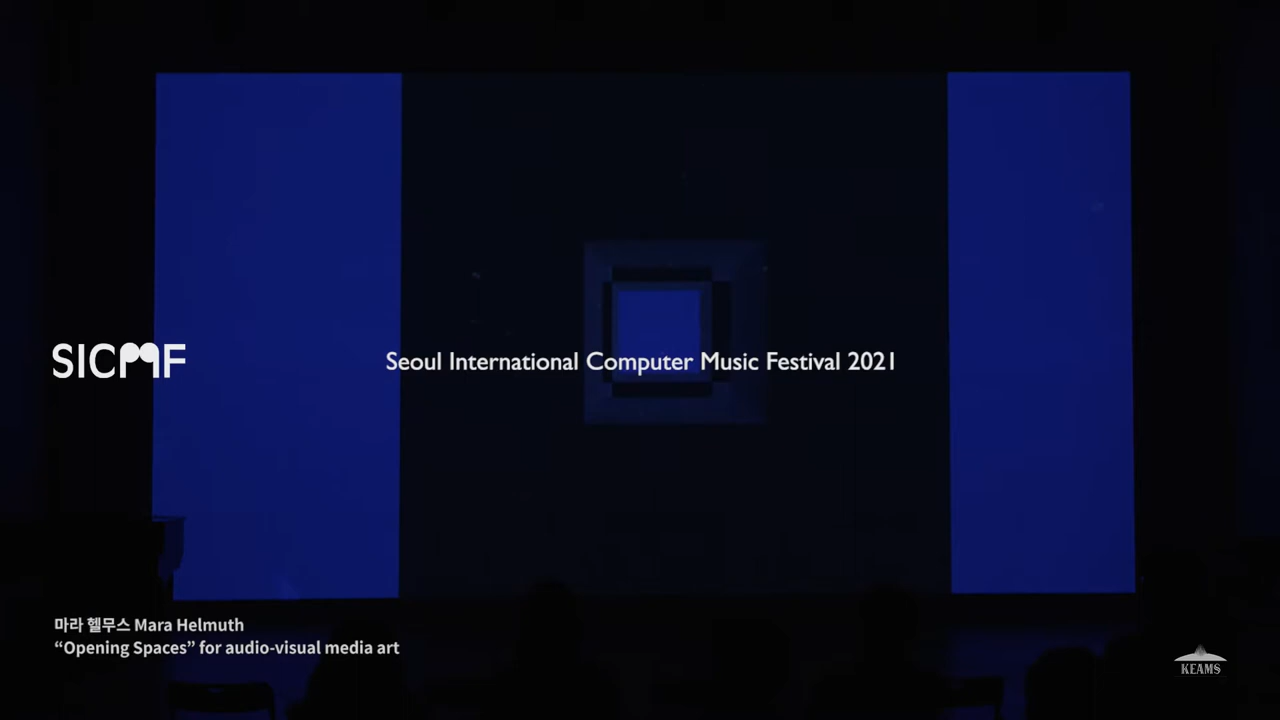 SICMF
Seoul International Computer Music Festival 2021
마라 헬무스 Mara Helmuth
“Opening Spaces” for audio-visual media art
KEAMS